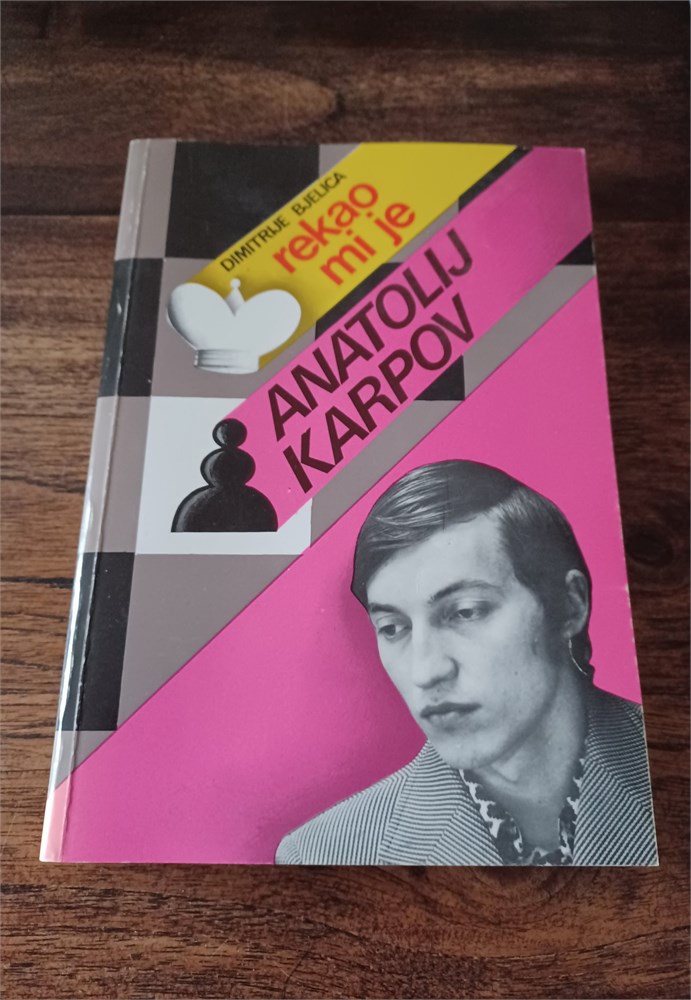 DIMITRIJE BJELICA
rekao
mi je
ANATOLIJ
KARPOV